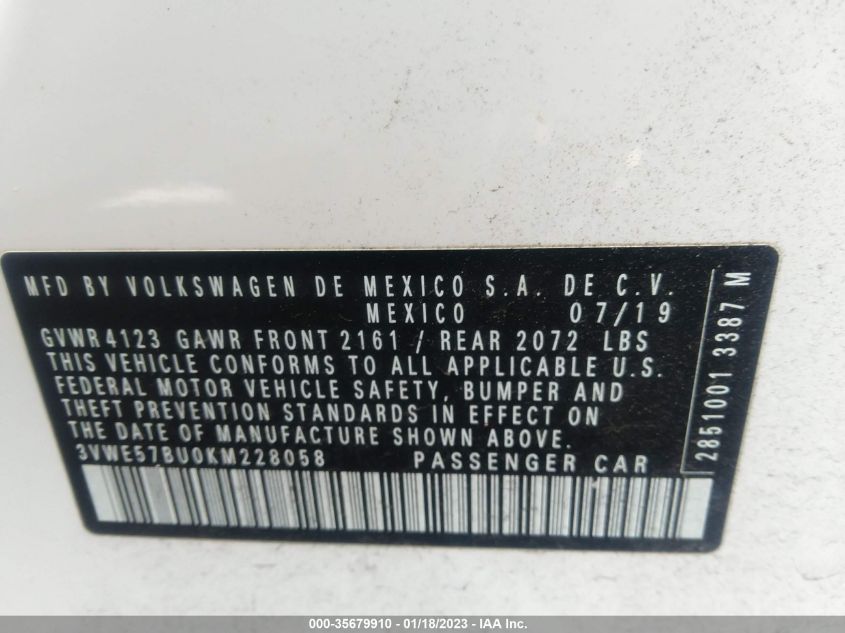 MFD BY VOLKSWAGEN DE MEXICO S.A. DE C.V.
MEXICO 07/19
GVWR4123 GAWR FRONT 2161 / REAR 2072 LBS
THIS VEHICLE CONFORMS TO ALL APPLICABLE U.S.
FEDERAL MOTOR VEHICLE SAFETY, BUMPER AND
THEFT PREVENTION STANDARDS IN EFFECT ON
THE DATE OF MANUFACTURE SHOWN ABOVE.
3VWE57BU0KM228058 PASSENGER CAR
2851001 3387 M
000-35679910 - 01/18/2023 - IAA Inc.